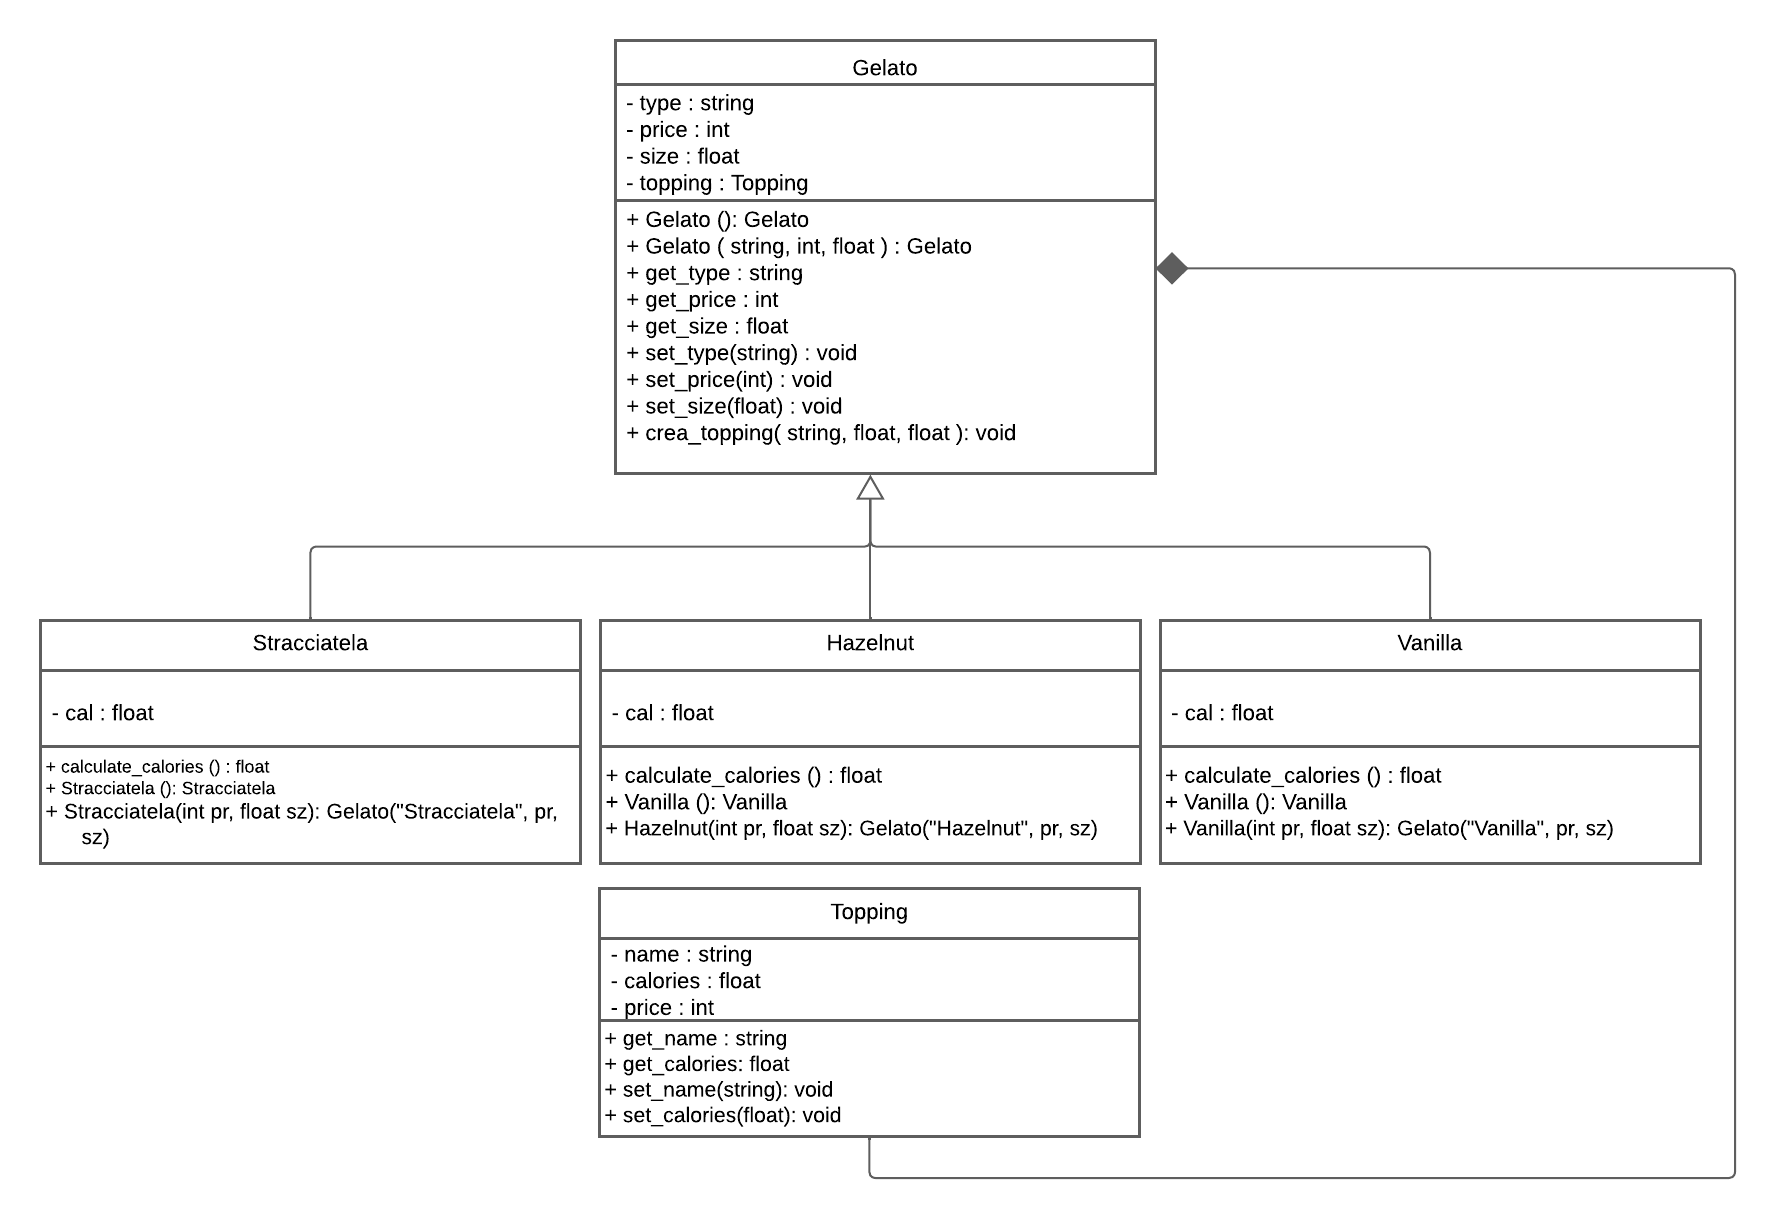 Gelato
- type : string
- price : int
- size : float
- topping : Topping
+ Gelato (): Gelato
+ Gelato ( string, int, float ) : Gelato
+ get_type : string
+ get_price : int
+ get_size : float
+ set_type(string) : void
+ set_price(int) : void
+ set_size(float) : void
+ crea_topping( string, float, float ): void
Stracciatela
- cal : float
+ calculate_calories () : float
+ Stracciatela (): Stracciatela
+ Stracciatela(int pr, float sz): Gelato("Stracciatela", pr,
sz)
Hazelnut
- cal : float
+ calculate_calories () : float
+ Vanilla (): Vanilla
+ Hazelnut(int pr, float sz): Gelato("Hazelnut", pr, sz)
Vanilla
- cal : float
+ calculate_calories () : float
+ Vanilla (): Vanilla
+ Vanilla(int pr, float sz): Gelato("Vanilla", pr, sz)
Topping
- name : string
- calories : float
- price : int
+ get_name : string
+ get_calories: float
+ set_name(string): void
+ set_calories(float): void